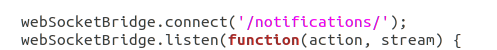 webSocketBridge.connect('/notifications/');
webSocketBridge.listen(function(action, stream) {